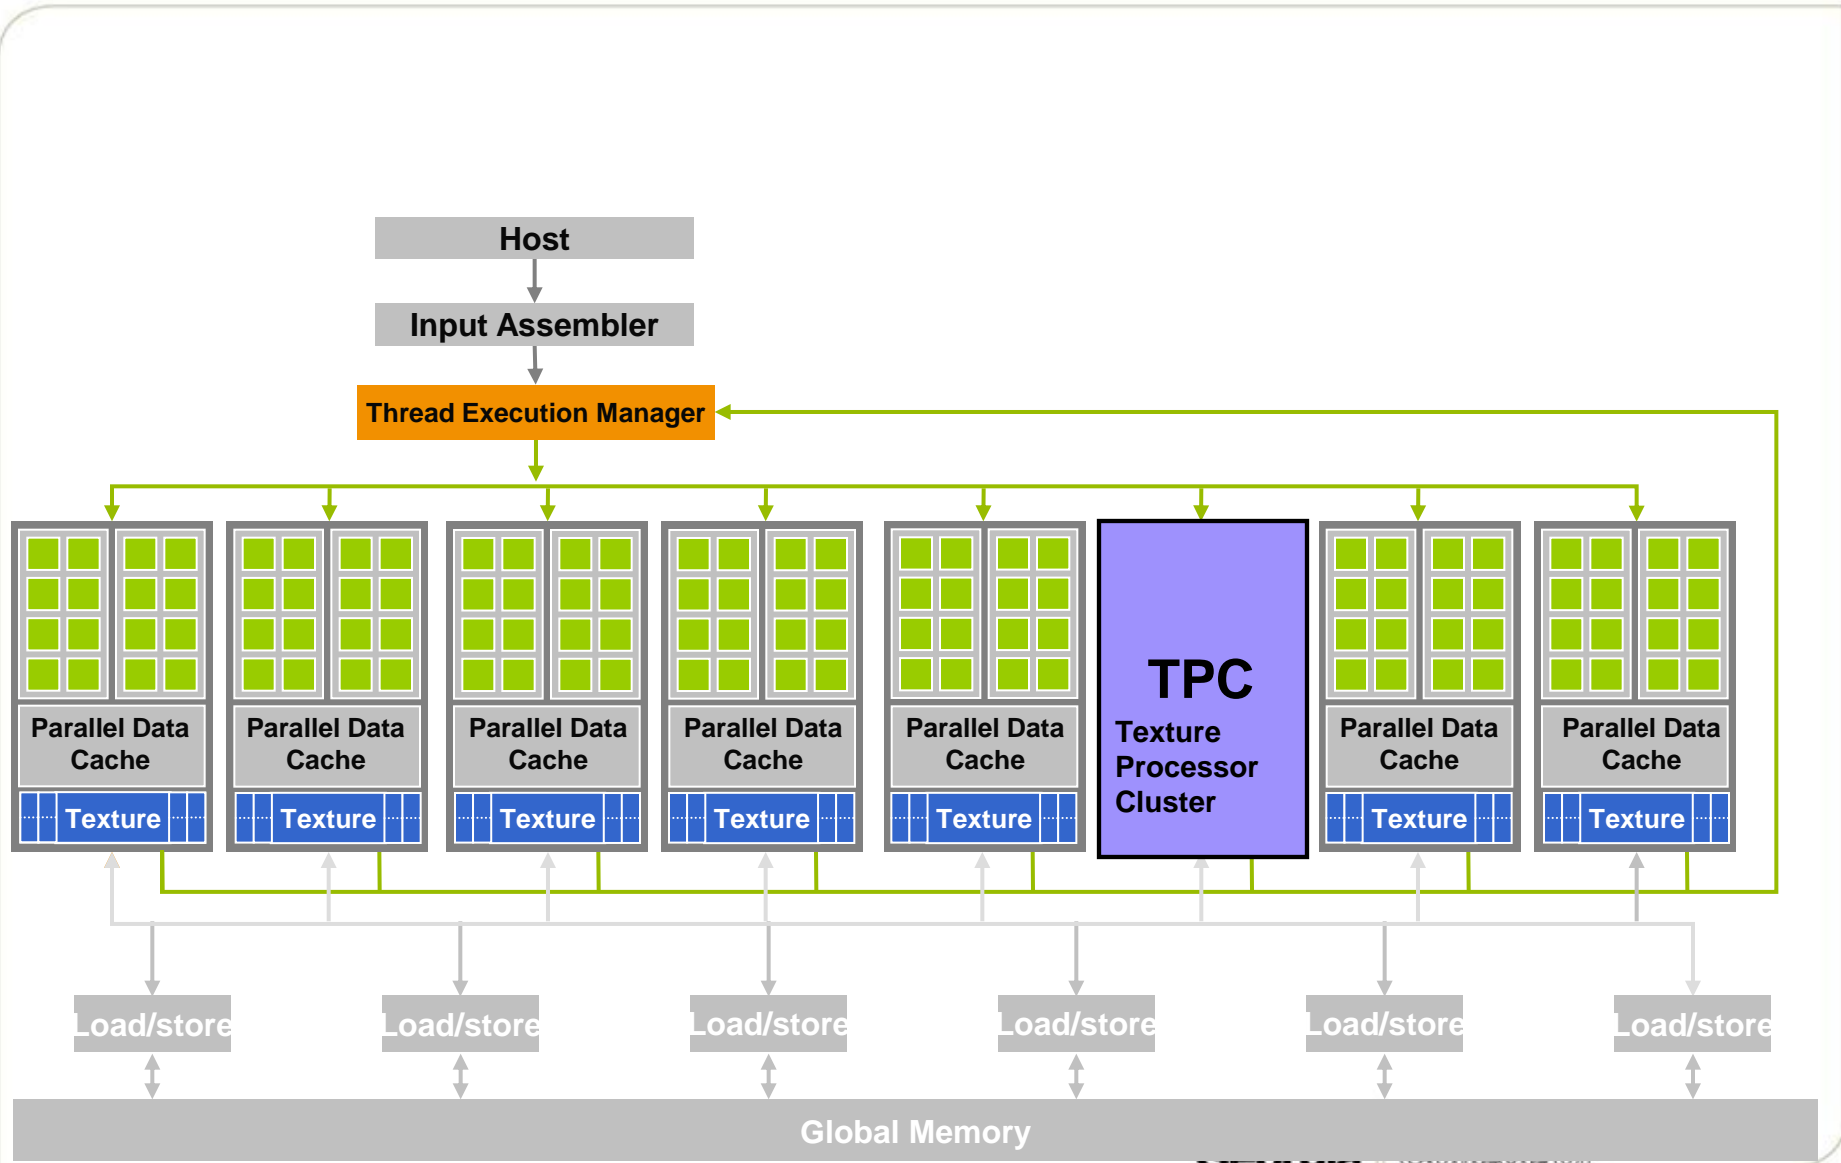 Host
Input Assembler
Thread Execution Manager
TPC
Texture
Processor
Cluster
Parallel Data
Cache
Parallel Data
Cache
Parallel Data
Cache
Parallel Data
Cache
Parallel Data
Cache
Parallel Data
Cache
Parallel Data
Cache
Texture
Texture
Texture
Texture
Texture
Texture
Texture
Load/store
Load/store
Load/store
Load/store
Load/store
Load/store
Global Memory